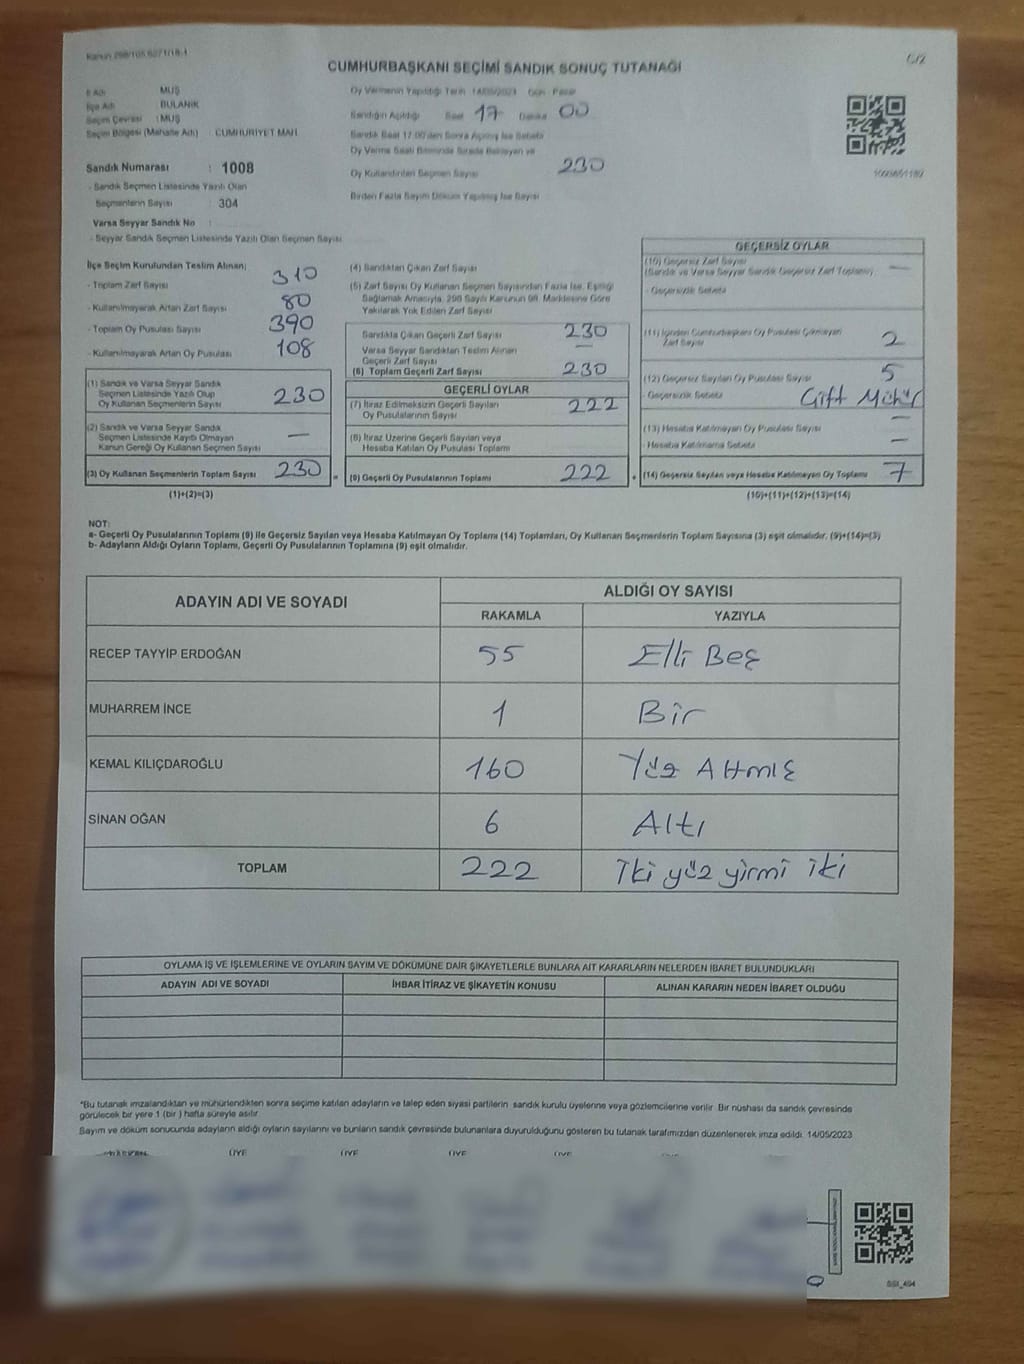 Kanun 298/105,6271/18-1
6/2
CUMHURBAŞKANI SEÇİMİ SANDIK SONUÇ TUTANAĞI
İl Adı MUŞ
İlçe Adı BULANIK
Seçim Çevresi : MUŞ
Seçim Bölgesi (Mahalle Adı) : CUMHURİYET MAH.
Oy Vermenin Yapıldığı Tarih 14/05/2023 Gün Pazar
Sandığın Açıldığı Saat 17 Dakika 00
Sandık Saat 17:00'den Sonra Açılmış İse Sebebi
Oy Verme Saati Bitiminde Sırada Bekleyen ve
Oy Kullandırılan Seçmen Sayısı 230
Birden Fazla Sayım Döküm Yapılmış İse Sayısı
Sandık Numarası : 1008
- Sandık Seçmen Listesinde Yazılı Olan
Seçmenlerin Sayısı : 304
Varsa Seyyar Sandık No
- Seyyar Sandık Seçmen Listesinde Yazılı Olan Seçmen Sayısı
İlçe Seçim Kurulundan Teslim Alınan;
- Toplam Zarf Sayısı 310
- Kullanılmayarak Artan Zarf Sayısı 80
- Toplam Oy Pusulası Sayısı 390
- Kullanılmayarak Artan Oy Pusulası 108
(1) Sandık ve Varsa Seyyar Sandık
Seçmen Listesinde Yazılı Olup
Oy Kullanan Seçmenlerin Sayısı 230
(2) Sandık ve Varsa Seyyar Sandık
Seçmen Listesinde Kayıtlı Olmayan
Kanun Gereği Oy Kullanan Seçmen Sayısı —
(3) Oy Kullanan Seçmenlerin Toplam Sayısı 230
(1)+(2)=(3)
(4) Sandıktan Çıkan Zarf Sayısı
(5) Zarf Sayısı Oy Kullanan Seçmen Sayısından Fazla İse, Eşitliği
Sağlamak Amacıyla, 298 Sayılı Kanunun 98. Maddesine Göre
Yakılarak Yok Edilen Zarf Sayısı
Sandıkta Çıkan Geçerli Zarf Sayısı 230
Varsa Seyyar Sandıktan Teslim Alınan
Geçerli Zarf Sayısı —
(6) Toplam Geçerli Zarf Sayısı 230
GEÇERLİ OYLAR
(7) İtiraz Edilmeksizin Geçerli Sayılan
Oy Pusulalarının Sayısı 222
(8) İtiraz Üzerine Geçerli Sayılan veya
Hesaba Katılan Oy Pusulası Toplamı
= (9) Geçerli Oy Pusulalarının Toplamı 222
GEÇERSİZ OYLAR
(10) Geçersiz Zarf Sayısı
(Sandık ve Varsa Seyyar Sandık Geçersiz Zarf Toplamı) —
- Geçersizlik Sebebi
(11) İçinden Cumhurbaşkanı Oy Pusulası Çıkmayan
Zarf Sayısı 2
(12) Geçersiz Sayılan Oy Pusulası Sayısı 5
- Geçersizlik Sebebi Çift Mühür
(13) Hesaba Katılmayan Oy Pusulası Sayısı —
- Hesaba Katılmama Sebebi —
+ (14) Geçersiz Sayılan veya Hesaba Katılmayan Oy Toplamı 7
(10)+(11)+(12)+(13)=(14)
NOT:
a- Geçerli Oy Pusulalarının Toplamı (9) ile Geçersiz Sayılan veya Hesaba Katılmayan Oy Toplamı (14) Toplamları, Oy Kullanan Seçmenlerin Toplam Sayısına (3) eşit olmalıdır. (9)+(14)=(3)
b- Adayların Aldığı Oyların Toplamı, Geçerli Oy Pusulalarının Toplamına (9) eşit olmalıdır.
ADAYIN ADI VE SOYADI
ALDIĞI OY SAYISI
RAKAMLA YAZIYLA
RECEP TAYYİP ERDOĞAN 55 Elli Beş
MUHARREM İNCE 1 Bir
KEMAL KILIÇDAROĞLU 160 Yüz Altmış
SİNAN OĞAN 6 Altı
TOPLAM 222 İki yüz yirmi iki
OYLAMA İŞ VE İŞLEMLERİNE VE OYLARIN SAYIM VE DÖKÜMÜNE DAİR ŞİKAYETLERLE BUNLARA AİT KARARLARIN NELERDEN İBARET BULUNDUKLARI
ADAYIN ADI VE SOYADI İHBAR İTİRAZ VE ŞİKAYETİN KONUSU ALINAN KARARIN NEDEN İBARET OLDUĞU
*Bu tutanak imzalandıktan ve mühürlendikten sonra seçime katılan adayların ve talep eden siyasi partilerin sandık kurulu üyelerine veya gözlemcilerine verilir. Bir nüshası da sandık çevresinde
görülecek bir yere 1 (bir) hafta süreyle asılır.
Sayım ve döküm sonucunda adayların aldığı oyların sayılarını ve bunların sandık çevresinde bulunanlara duyurulduğunu gösteren bu tutanak tarafımızdan düzenlenerek imza edildi. 14/05/2023
BAŞKAN ÜYE ÜYE ÜYE ÜYE
SSI_494